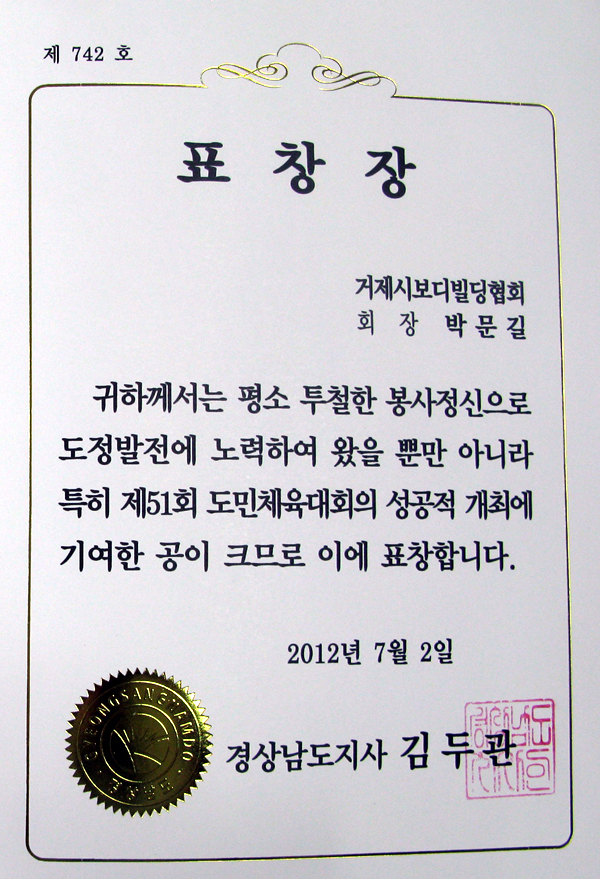 제 742 호
표 창 장
거제시보디빌딩협회
회 장 박문길
귀하께서는 평소 투철한 봉사정신으로
도정발전에 노력하여 왔을 뿐만 아니라
특히 제51회 도민체육대회의 성공적 개최에
기여한 공이 크므로 이에 표창합니다.
2012년 7월 2일
GYEONGSANGNAMDO
경상남도
경상남도지사 김두관